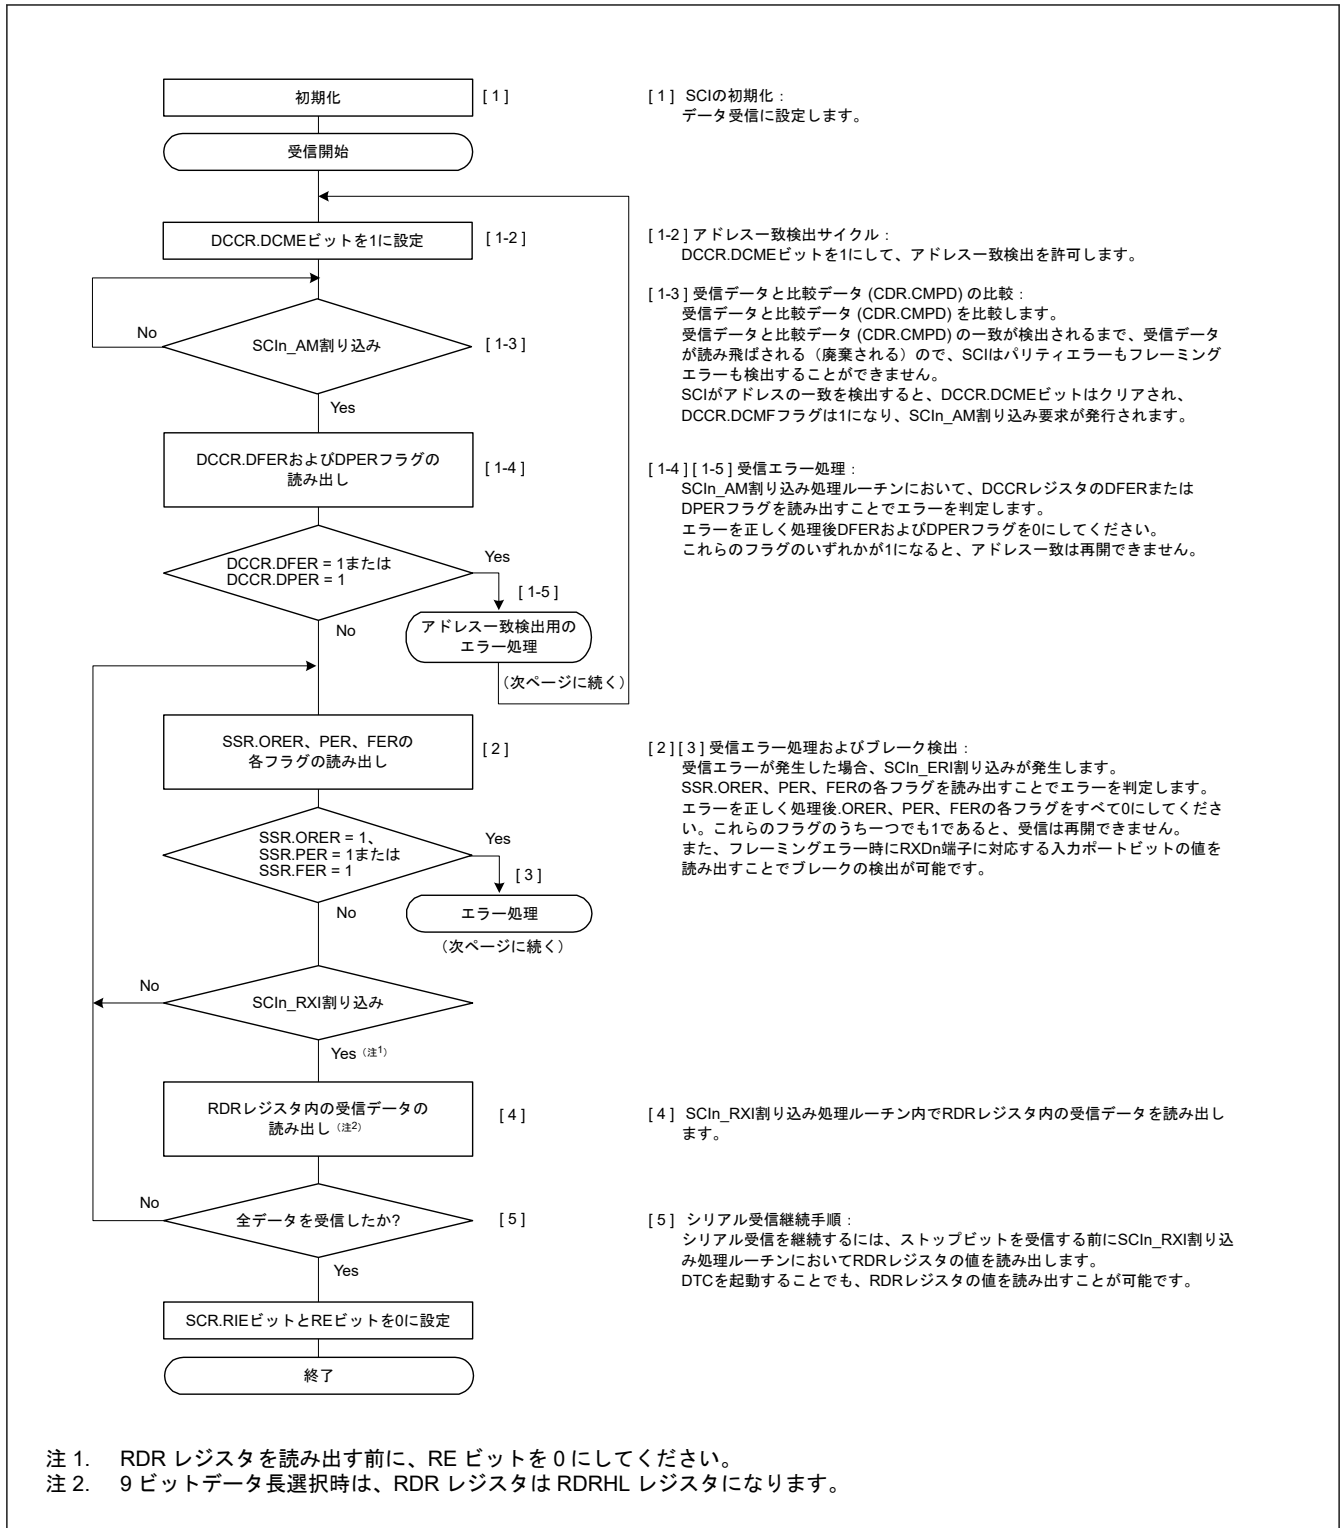 初期化
[ 1 ]
[ 1 ] SCIの初期化：
データ受信に設定します。
受信開始
DCCR.DCMEビットを1に設定
[ 1-2 ]
[ 1-2 ] アドレス一致検出サイクル：
DCCR.DCMEビットを1にして、アドレス一致検出を許可します。
No
SCIn_AM割り込み
[ 1-3 ]
Yes
[ 1-3 ] 受信データと比較データ (CDR.CMPD) の比較：
受信データと比較データ (CDR.CMPD) を比較します。
受信データと比較データ (CDR.CMPD) の一致が検出されるまで、受信データ
が読み飛ばされる（廃棄される）ので、SCIはパリティエラーもフレーミング
エラーも検出することができません。
SCIがアドレスの一致を検出すると、DCCR.DCMEビットはクリアされ、
DCCR.DCMFフラグは1になり、SCIn_AM割り込み要求が発行されます。
DCCR.DFERおよびDPERフラグの
読み出し
[ 1-4 ]
[ 1-4 ] [ 1-5 ] 受信エラー処理：
SCIn_AM割り込み処理ルーチンにおいて、DCCRレジスタのDFERまたは
DPERフラグを読み出すことでエラーを判定します。
エラーを正しく処理後DFERおよびDPERフラグを0にしてください。
これらのフラグのいずれかが1になると、アドレス一致は再開できません。
DCCR.DFER = 1または
DCCR.DPER = 1
Yes
[ 1-5 ]
No
アドレス一致検出用の
エラー処理
（次ページに続く）
SSR.ORER、PER、FERの
各フラグの読み出し
[ 2 ]
[ 2 ] [ 3 ] 受信エラー処理およびブレーク検出：
受信エラーが発生した場合、SCIn_ERI割り込みが発生します。
SSR.ORER、PER、FERの各フラグを読み出すことでエラーを判定します。
エラーを正しく処理後.ORER、PER、FERの各フラグをすべて0にしてくださ
い。これらのフラグのうち一つでも1であると、受信は再開できません。
また、フレーミングエラー時にRXDn端子に対応する入力ポートビットの値を
読み出すことでブレークの検出が可能です。
SSR.ORER = 1、
SSR.PER = 1または
SSR.FER = 1
Yes
[ 3 ]
No
エラー処理
（次ページに続く）
No
SCIn_RXI割り込み
Yes（注1）
RDRレジスタ内の受信データの
読み出し（注2）
[ 4 ]
[ 4 ] SCIn_RXI割り込み処理ルーチン内でRDRレジスタ内の受信データを読み出し
ます。
No
全データを受信したか?
[ 5 ]
Yes
[ 5 ] シリアル受信継続手順：
シリアル受信を継続するには、ストップビットを受信する前にSCIn_RXI割り込
み処理ルーチンにおいてRDRレジスタの値を読み出します。
DTCを起動することでも、RDRレジスタの値を読み出すことが可能です。
SCR.RIEビットとREビットを0に設定
終了
注 1. RDR レジスタを読み出す前に、RE ビットを 0 にしてください。
注 2. 9 ビットデータ長選択時は、RDR レジスタは RDRHL レジスタになります。